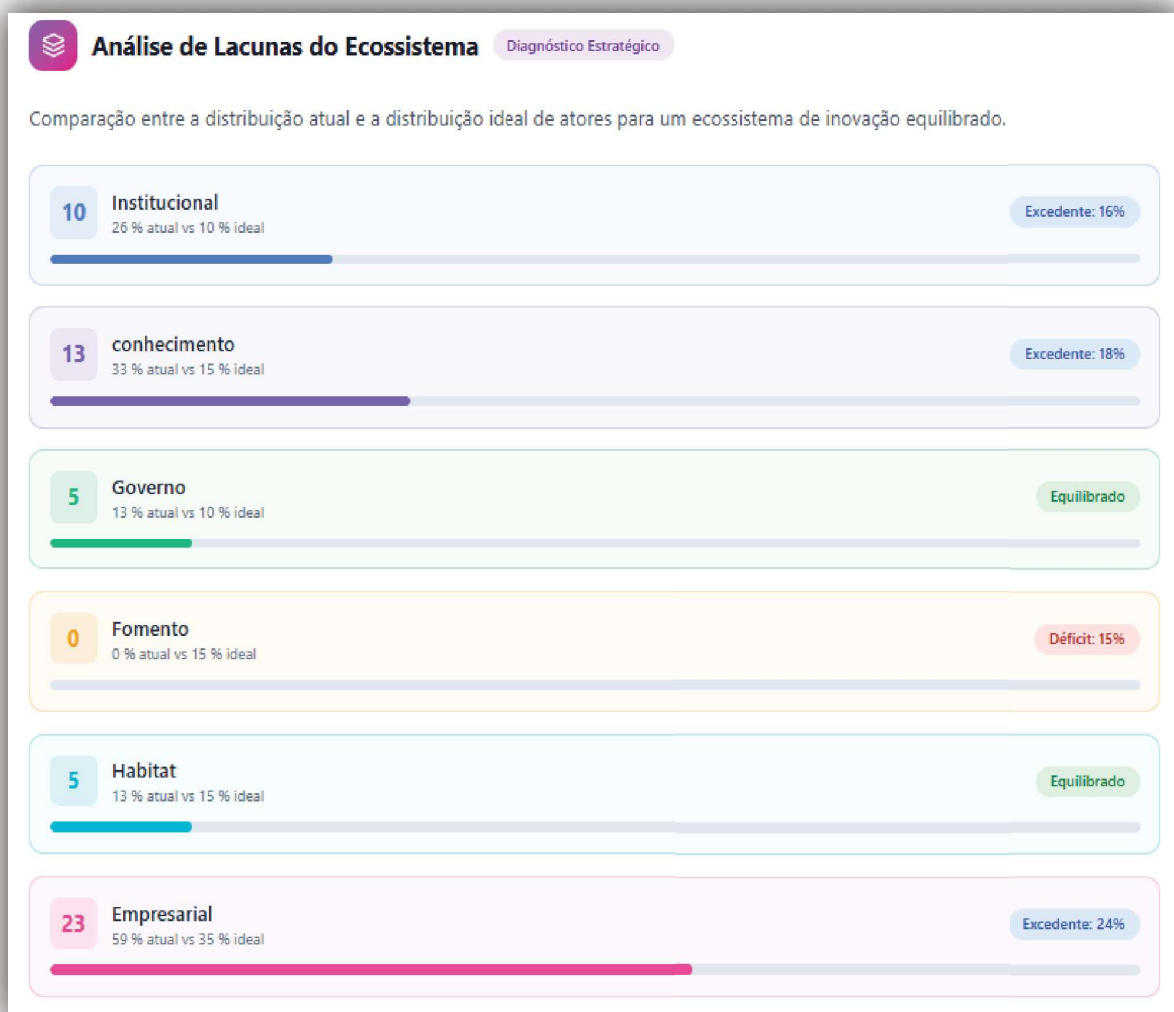 Análise de Lacunas do Ecossistema
Diagnóstico Estratégico
Comparação entre a distribuição atual e a distribuição ideal de atores para um ecossistema de inovação equilibrado.
10
Institucional
26 % atual vs 10 % ideal
Excedente: 16%
13
conhecimento
33 % atual vs 15 % ideal
Excedente: 18%
5
Governo
13 % atual vs 10 % ideal
Equilibrado
0
Fomento
0 % atual vs 15 % ideal
Déficit: 15%
5
Habitat
13 % atual vs 15 % ideal
Equilibrado
23
Empresarial
59 % atual vs 35 % ideal
Excedente: 24%